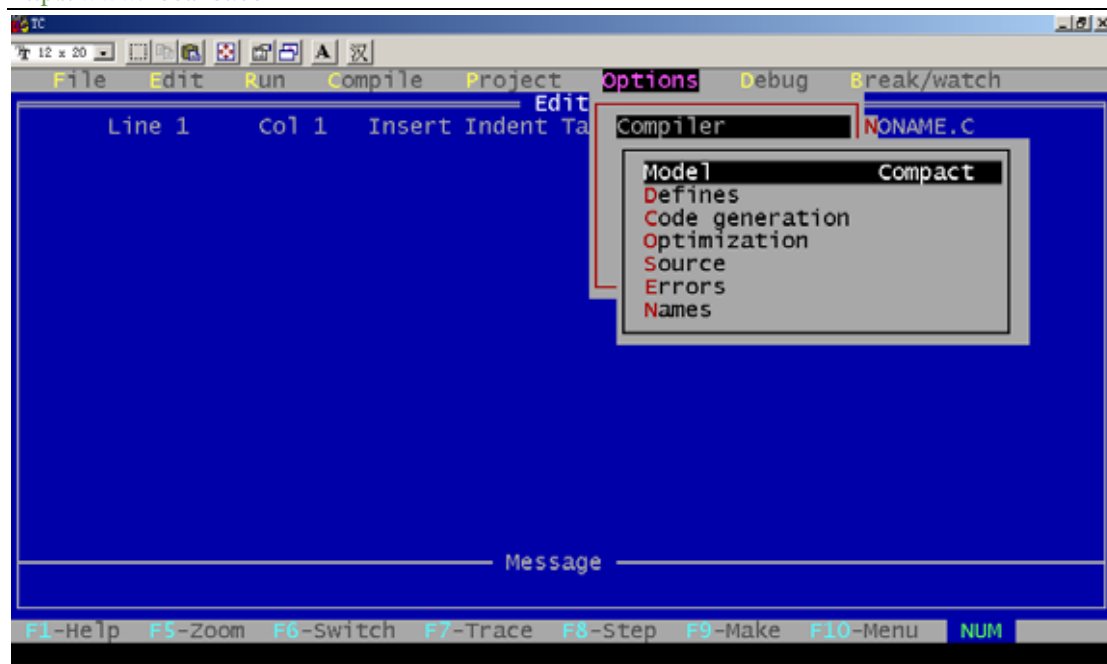 TC
12 x 20 A 汉
File Edit Run Compile Project Options Debug Break/watch
Edit
Line 1 Col 1 Insert Indent Ta Compiler NONAME.C
Model Compact
Defines
Code generation
Optimization
Source
Errors
Names
Message
F1-Help F5-Zoom F6-Switch F7-Trace F8-Step F9-Make F10-Menu NUM